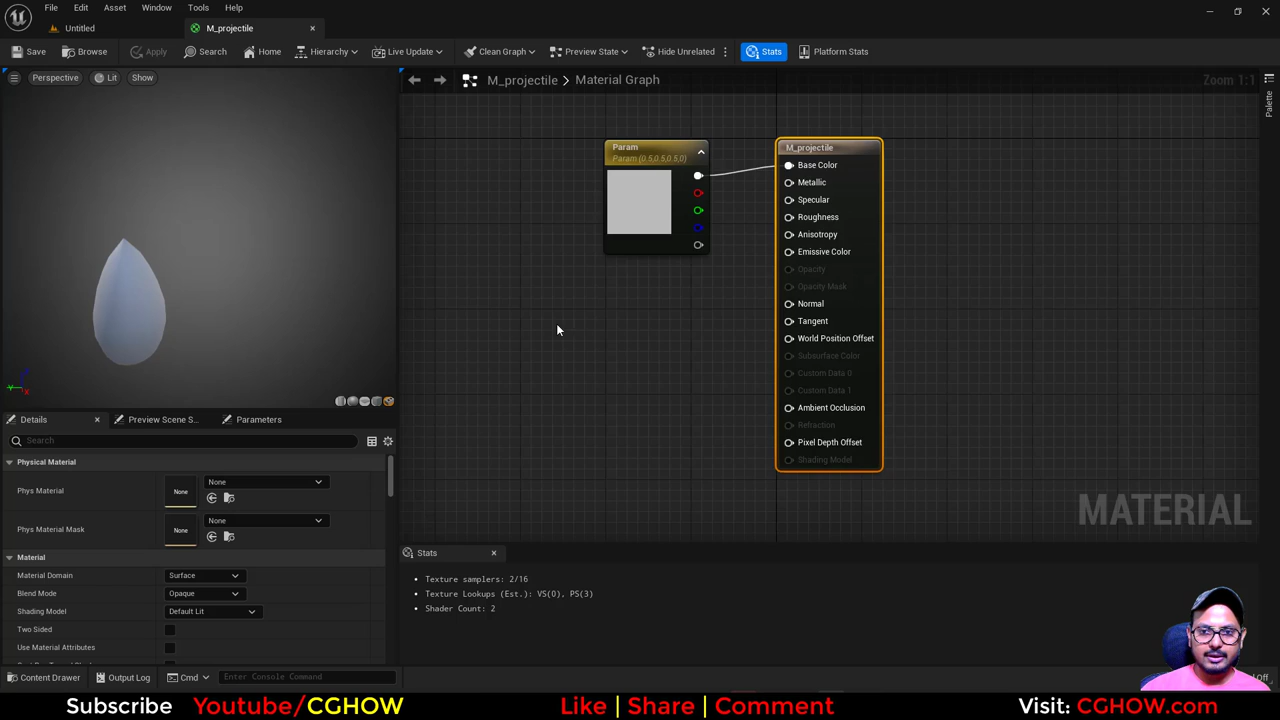 File Edit Asset Window Tools Help
Untitled M_projectile
Save Browse Apply Search Home Hierarchy Live Update Clean Graph Preview State Hide Unrelated Stats Platform Stats
Perspective Lit Show
M_projectile > Material Graph Zoom 1:1
Palette
Param
Param (0.5,0.5,0.5,0)
M_projectile
Base Color
Metallic
Specular
Roughness
Anisotropy
Emissive Color
Opacity
Opacity Mask
Normal
Tangent
World Position Offset
Subsurface Color
Custom Data 0
Custom Data 1
Ambient Occlusion
Refraction
Pixel Depth Offset
Shading Model
MATERIAL
Details Preview Scene S... Parameters
Search
Physical Material
Phys Material None None
Phys Material Mask None None
Material
Material Domain Surface
Blend Mode Opaque
Shading Model Default Lit
Two Sided
Use Material Attributes
Stats
Texture samplers: 2/16
Texture Lookups (Est.): VS(0), PS(3)
Shader Count: 2
Content Drawer Output Log Cmd Enter Console Command
Off
Subscribe Youtube/CGHOW Like | Share | Comment Visit: CGHOW.com